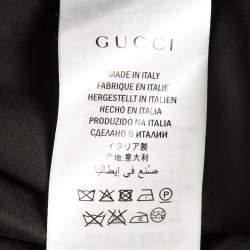 GUCCI
MADE IN ITALY
FABRIQUÉ EN ITALIE
HERGESTELLT IN ITALIEN
HECHO EN ITALIA
PRODUZIDO NA ITÁLIA
СДЕЛАНО В ИТАЛИИ
イタリア製
产地：意大利
صنع في إيطاليا